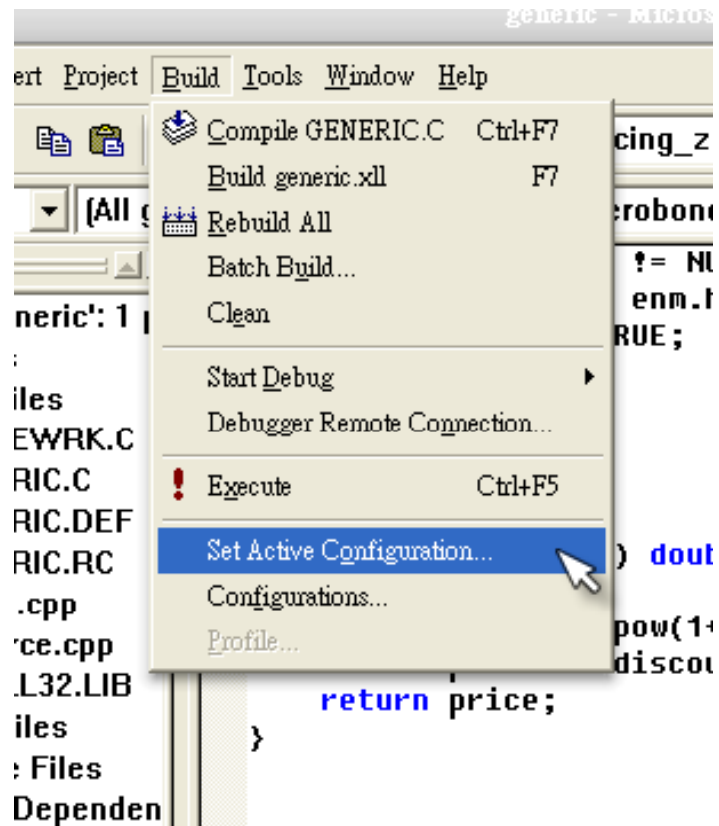 generic - Micros
ert Project Build Tools Window Help
Compile GENERIC.C Ctrl+F7
cing_z
Build generic.xll F7
(All g
erobone
Rebuild All
Batch Build...
!= NU
neric': 1 p
Clean
enm.h
RUE;
Start Debug
iles
Debugger Remote Connection...
EWRK.C
RIC.C
Execute Ctrl+F5
RIC.DEF
Set Active Configuration...
) doub
RIC.RC
.cpp
Configurations...
rce.cpp
Profile...
pow(1+
discou
LL32.LIB
return price;
iles
}
e Files
Dependen